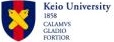 Keio University
1858
CALAMVS
GLADIO
FORTIOR